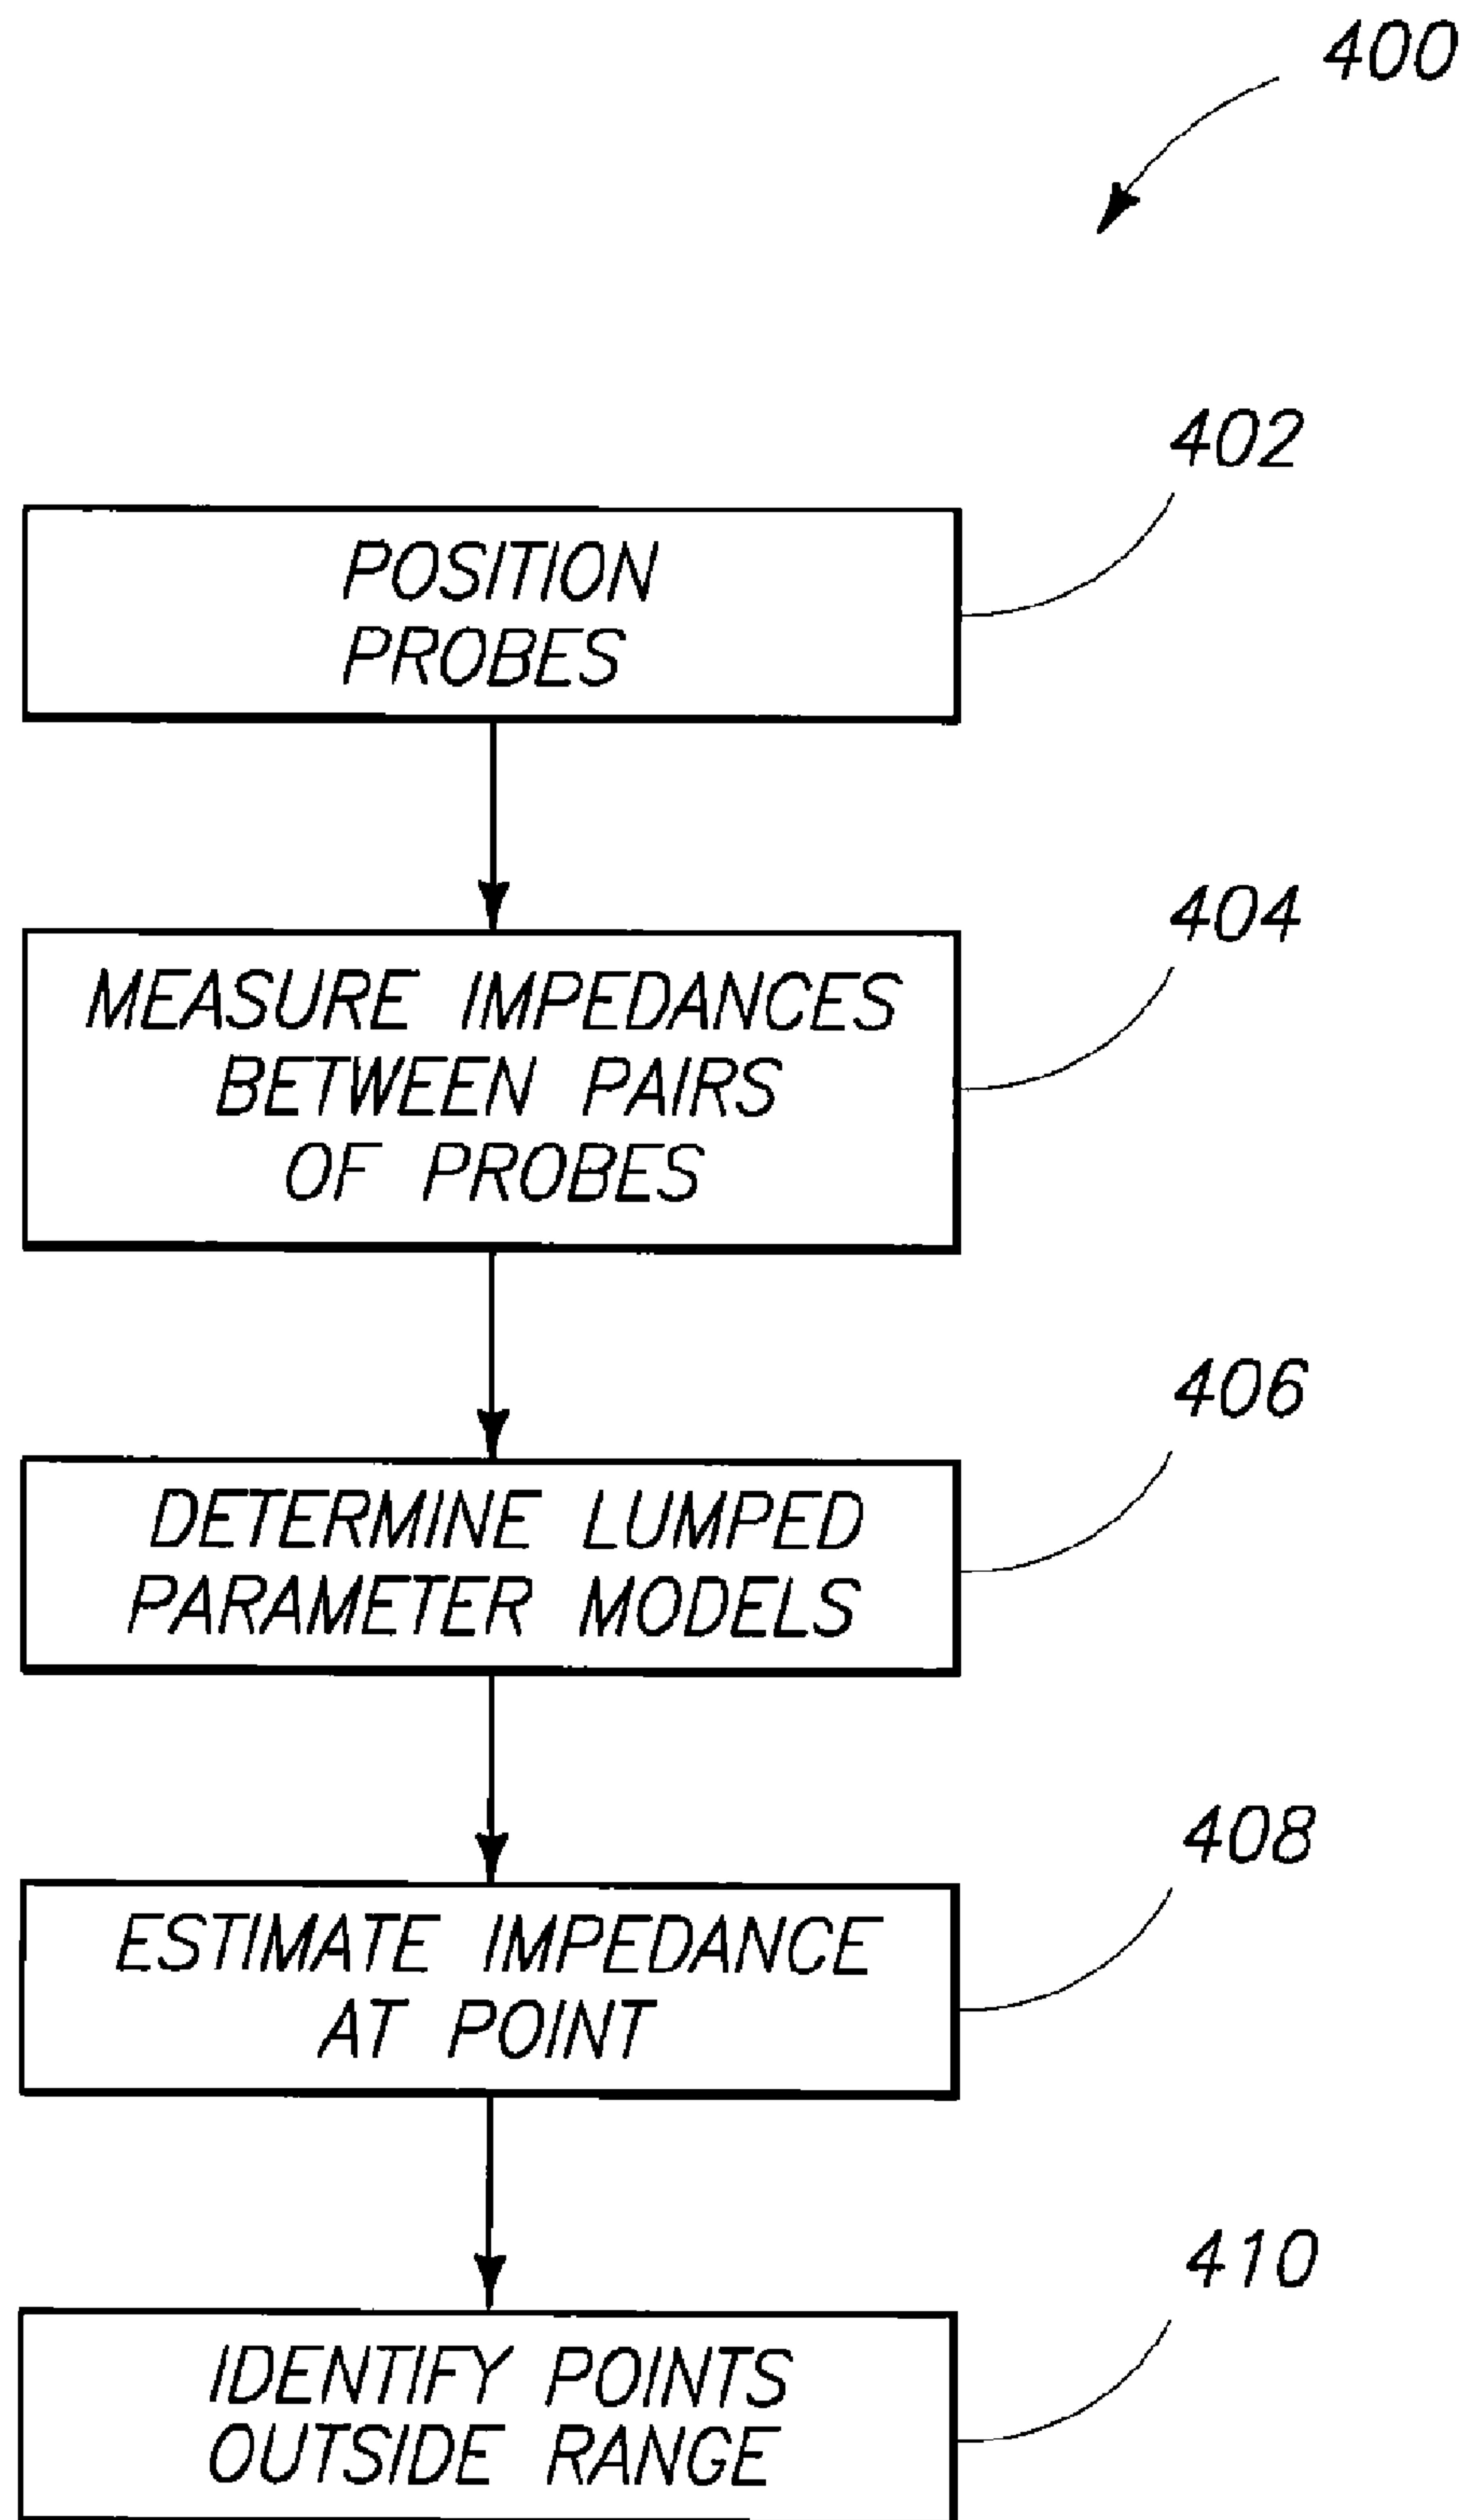 400
402
POSITION
PROBES
404
MEASURE IMPEDANCES
BETWEEN PAIRS
OF PROBES
406
DETERMINE LUMPED
PARAMETER MODELS
408
ESTIMATE IMPEDANCE
AT POINT
410
IDENTIFY POINTS
OUTSIDE RANGE